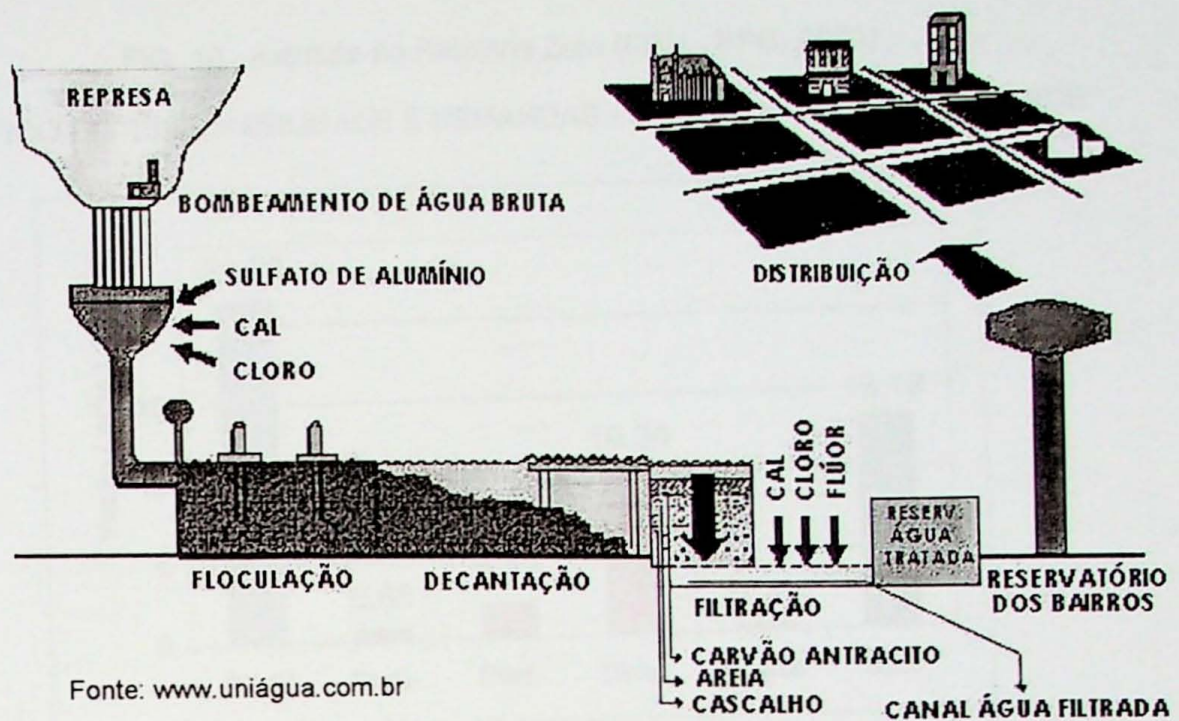 REPRESA
BOMBEAMENTO DE ÁGUA BRUTA
SULFATO DE ALUMÍNIO
CAL
CLORO
DISTRIBUIÇÃO
CAL
CLORO
FLÚOR
RESERV.
ÁGUA
TRATADA
FLOCULAÇÃO
DECANTAÇÃO
FILTRAÇÃO
RESERVATÓRIO
DOS BAIRROS
CARVÃO ANTRACITO
AREIA
CASCALHO
CANAL ÁGUA FILTRADA
Fonte: www.uniágua.com.br